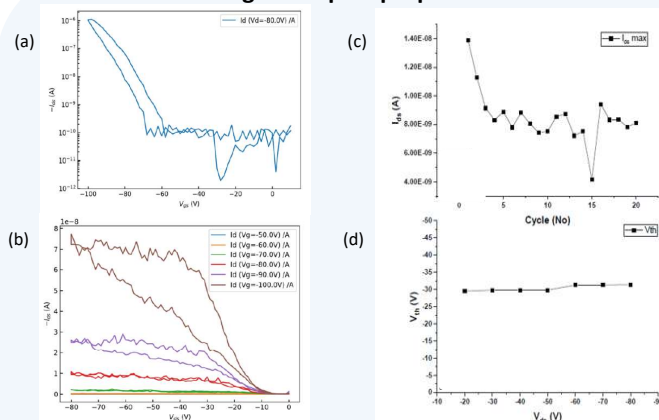 (a)
Id (Vd=-80.0V) /A
10⁻⁶
10⁻⁷
10⁻⁸
10⁻⁹
10⁻¹⁰
10⁻¹¹
10⁻¹²
-I_ds (A)
-100 -80 -60 -40 -20 0
V_gs (V)
(b)
1e-8
Id (Vg=-50.0V) /A
Id (Vg=-60.0V) /A
Id (Vg=-70.0V) /A
Id (Vg=-80.0V) /A
Id (Vg=-90.0V) /A
Id (Vg=-100.0V) /A
8
7
6
5
4
3
2
1
0
-I_ds (A)
-80 -70 -60 -50 -40 -30 -20 -10 0
(c)
I_ds max
1.40E-08
1.20E-08
1.00E-08
8.00E-09
6.00E-09
4.00E-09
I_ds (A)
0 5 10 15 20
Cycle (No)
(d)
Vth
-50
-45
-40
-35
-30
-25
-20
-15
-10
-5
0
V_th (V)
-10 -20 -30 -40 -50 -60 -70 -80